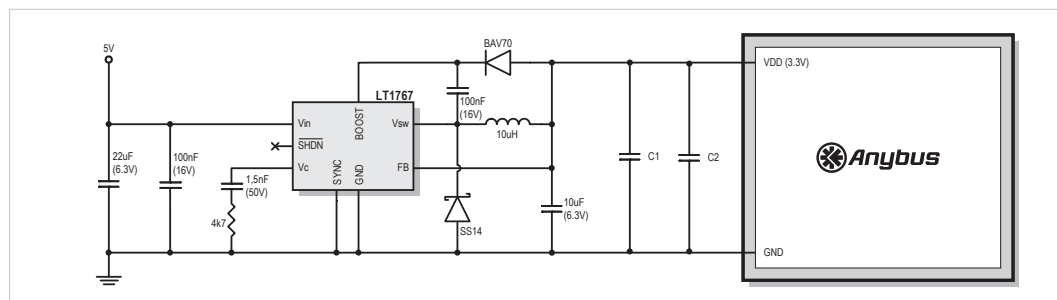 5V
BAV70
VDD (3.3V)
LT1767
100nF
(16V)
BOOST
Vin
Vsw
10uH
SHDN
22uF
(6.3V)
100nF
(16V)
Vc
FB
C1
C2
Anybus
1,5nF
(50V)
SYNC
GND
10uF
(6.3V)
4k7
SS14
GND